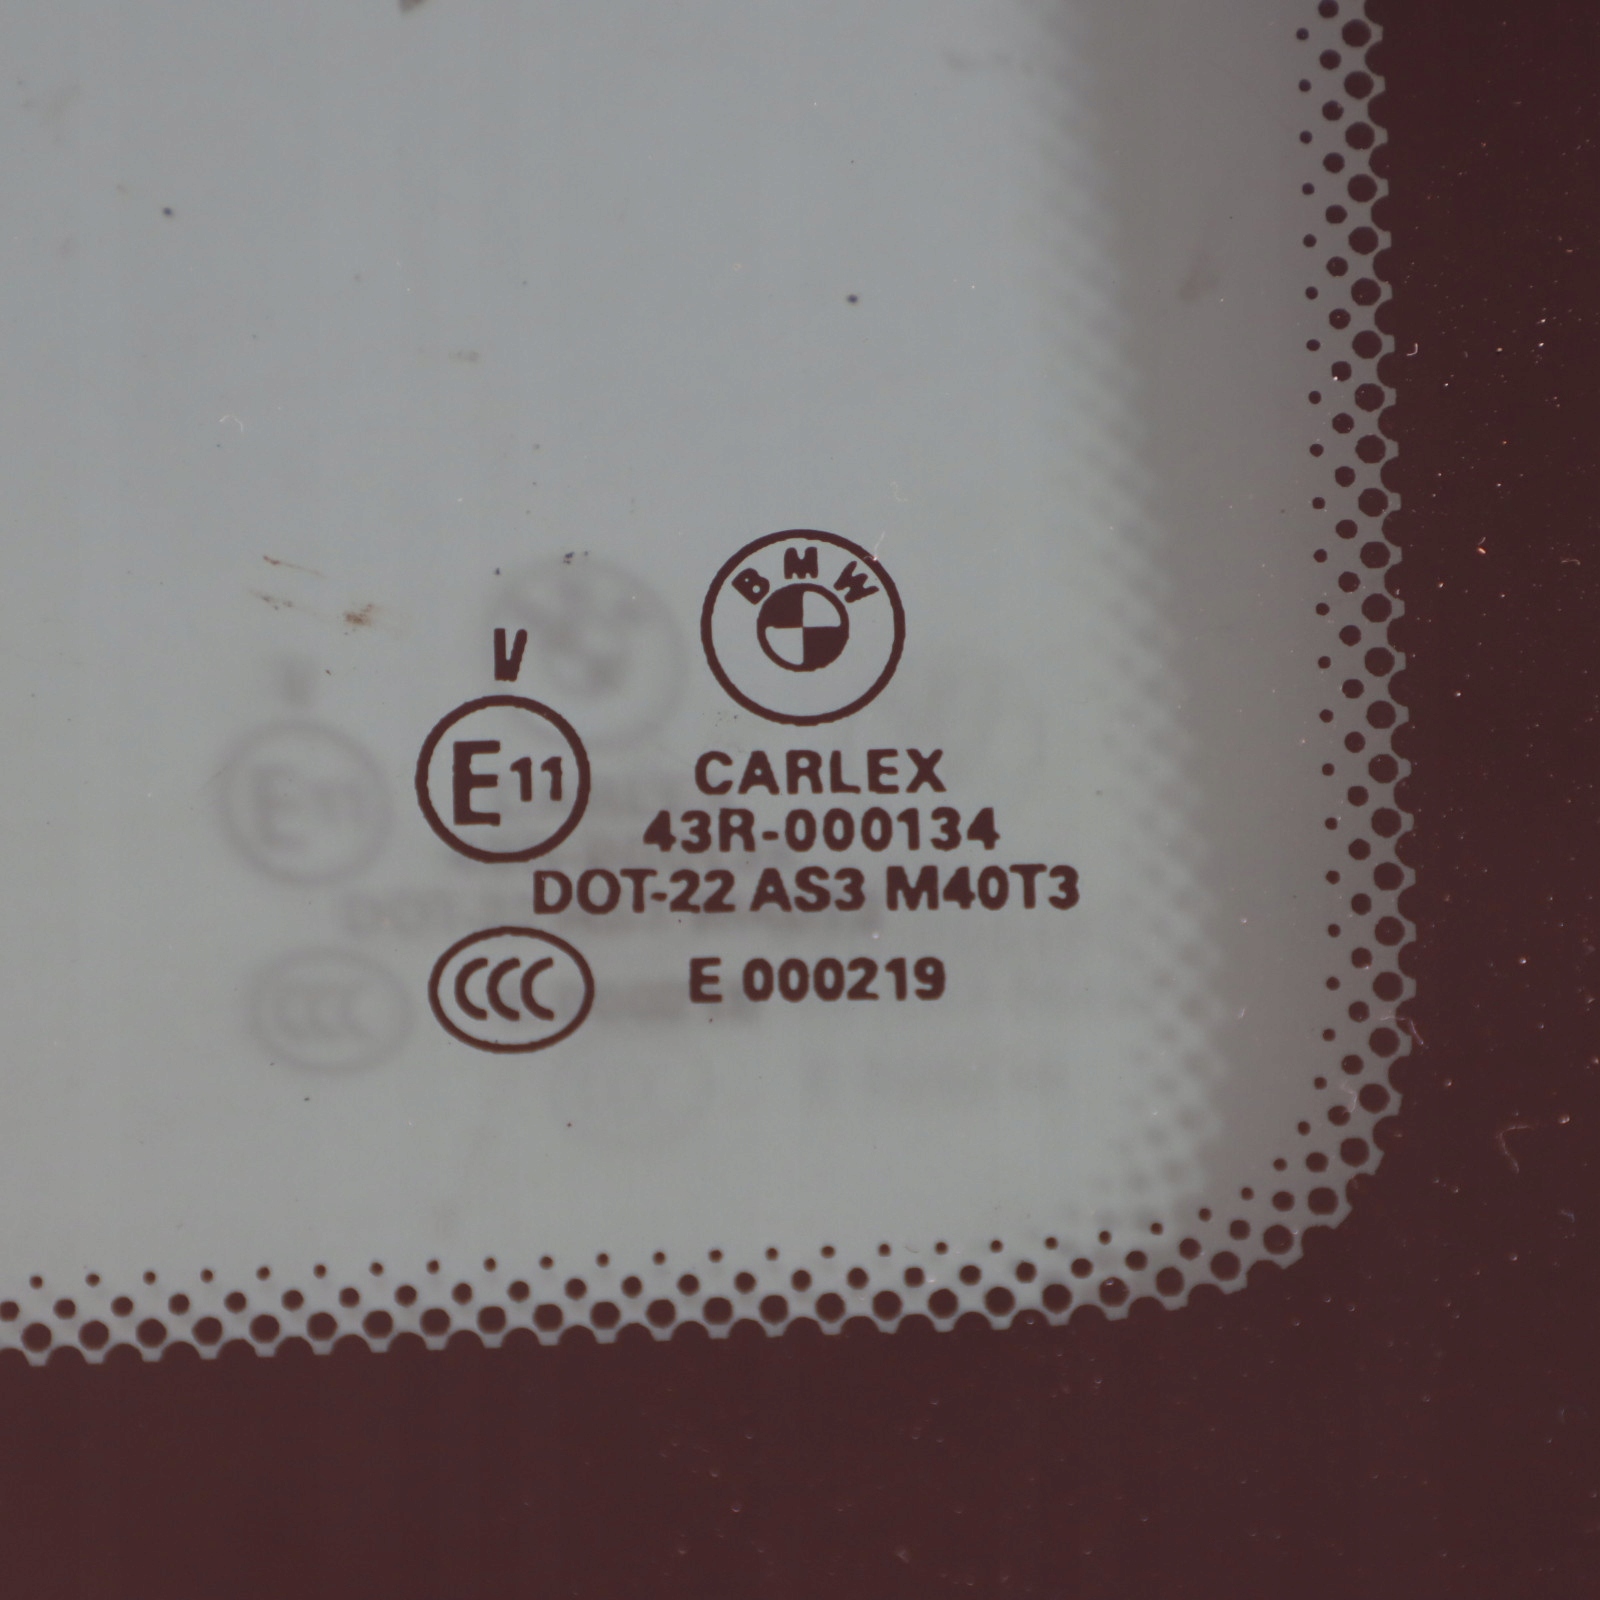 BMW
V
E11
CARLEX
43R-000134
DOT-22 AS3 M40T3
CCC
E 000219